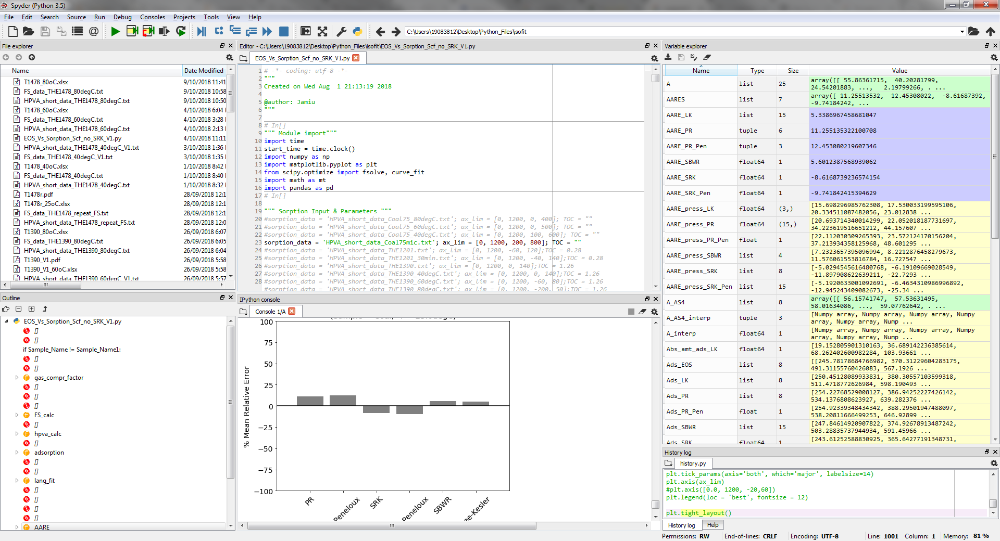 Spyder (Python 3.5)
File Edit Search Source Run Debug Consoles Projects Tools View Help
C:\Users\19083812\Desktop\Python_Files\jsofit
File explorer
Name Date Modified
T1478_80oC.xlsx 9/10/2018 11:41
FS_data_THE1478_80degC.txt 9/10/2018 10:58
HPVA_short_data_THE1478_80degC.txt 9/10/2018 10:50
T1478_60oC.xlsx 4/10/2018 6:04
FS_data_THE1478_60degC.txt 4/10/2018 3:28
HPVA_short_data_THE1478_60degC.txt 4/10/2018 2:13
EOS_Vs_Sorption_Scf_no_SRK_V1.py 4/10/2018 11:11
HPVA_short_data_THE1478_40degC_V1.txt 3/10/2018 1:36
FS_data_THE1478_40degC_V1.txt 3/10/2018 1:35
T1478_40oC.xlsx 1/10/2018 8:42
FS_data_THE1478_40degC.txt 1/10/2018 8:40
HPVA_short_data_THE1478_40degC.txt 1/10/2018 8:32
T1478r.pdf 28/09/2018 12:1
T1478r_25oC.xlsx 28/09/2018 12:1
FS_data_THE1478_repeat_FS.txt 28/09/2018 12:1
HPVA_short_data_THE1478_repeat_FS.txt 28/09/2018 12:0
T1390_80oC.xlsx 26/09/2018 6:07
FS_data_THE1390_80degC.txt 26/09/2018 6:05
HPVA_short_data_THE1390_80degC.txt 26/09/2018 6:04
T1390_V1.pdf 26/09/2018 5:58
T1390_V1_60oC.xlsx 26/09/2018 5:58
HPVA_short_data_THE1390_60degC_V1.txt 26/09/2018 5:57
Outline
EOS_Vs_Sorption_Scf_no_SRK_V1.py
[]
[]
if Sample_Name != Sample_Name1:
[]
[]
gas_compr_factor
[]
[]
[]
FS_calc
[]
hpva_calc
[]
adsorption
[]
[]
lang_fit
[]
[]
[]
[]
AARE
Editor - C:\Users\19083812\Desktop\Python_Files\jsofit\EOS_Vs_Sorption_Scf_no_SRK_V1.py
EOS_Vs_Sorption_Scf_no_SRK_V1.py
1 # -*- coding: utf-8 -*-
2 """
3 Created on Wed Aug  1 21:13:19 2018
4
5 @author: Jamiu
6 """
7
8 # In[]
9 """ Module import"""
10 import time
11 start_time = time.clock()
12 import numpy as np
13 import matplotlib.pyplot as plt
14 from scipy.optimize import fsolve, curve_fit
15 import math as mt
16 import pandas as pd
17 # In[]
18
19 """ Sorption Input & Parameters """
20 #sorption_data = 'HPVA_short_data_Coal75_80degC.txt'; ax_lim = [0, 1200, 0, 400]; TOC = ""
21 #sorption_data = 'HPVA_short_data_Coal75_60degC.txt'; ax_lim = [0, 1200, 0, 500]; TOC = ""
22 #sorption_data = 'HPVA_short_data_Coal75_40degC.txt'; ax_lim = [0, 1200, 100, 600]; TOC = ""
23 sorption_data = 'HPVA_short_data_Coal75mic.txt'; ax_lim = [0, 1200, 200, 800]; TOC = ""
24 #sorption_data = 'HPVA_short_data_THE1201.txt'; ax_lim = [0, 1200, -60, 120];TOC = 0.28
25 #sorption_data = 'HPVA_short_data_THE1201_30min.txt'; ax_lim = [0, 1200, -40, 140];TOC = 0.28
26 #sorption_data = 'HPVA_short_data_THE1390.txt'; ax_lim = [0, 1200, 0, 140];TOC = 1.26
27 #sorption_data = 'HPVA_short_data_THE1390_40degC.txt'; ax_lim = [0, 1200, 0, 140];TOC = 1.26
28 #sorption_data = 'HPVA_short_data_THE1390_60degC.txt'; ax_lim = [0, 1200, -60, 80];TOC = 1.26
#sorption_data = 'HPVA_short_data_THE1390_80degC.txt'; ax_lim = [0, 1200, -200, 50];TOC = 1.26
IPython console
Console 1/A
100
75
50
25
0
−25
−50
−75
−100
% Mean Relative Error
PR
Peneloux
SRK
Peneloux
SBWR
ee-Kesler
Variable explorer
Name Type Size Value
A list 25 array([[ 55.86361715,  40.20281799,
24.54201883, ...,   2.19799266, . ...
AARES list 7 array([ 11.25513532,  12.45308022,  -8.61687392,
-9.74184242, ...
AARE_LK list 15 5.3386967458681047
AARE_PR tuple 6 11.255135322100708
AARE_PR_Pen tuple 3 12.453080219607346
AARE_SBWR float64 1 5.6012387568939062
AARE_SRK float64 1 -8.6168739236574154
AARE_SRK_Pen float64 1 -9.741842415394629
AARE_press_LK float64 (3,) [15.698296985762308, 17.530033199595106,
20.334511087482056, 23.012838 ...
AARE_press_PR float64 (15,) [20.693714340014299, 22.052018187731697,
34.223619516651212, 44.157607 ...
AARE_press_PR_Pen float 1 [22.112030309265393, 23.572124170156204,
37.213934358125968, 48.601295 ...
AARE_press_SBWR list 4 [7.2323657395096994, 8.2212876458279673,
11.576061553816784, 16.727547 ...
AARE_press_SRK list 8 [-5.0294545616480768, -6.19109669028549,
-11.897908622639211, -22.7293 ...
AARE_press_SRK_Pen list 15 [-5.1920633001092691, -6.4634310986996892,
-12.945243409082673, -25.34 ...
A_AS4 list 8 array([[ 56.15741747,  57.53631495,
58.01634086, ...,  59.07762642, . ...
A_AS4_interp tuple 3 [Numpy array, Numpy array, Numpy array, Numpy
array, Numpy array, Nump ...
A_interp float64 1 [Numpy array, Numpy array, Numpy array, Numpy
array, Numpy array, Nump ...
Abs_amt_ads_LK float64 1 [19.152805901310163, 36.689142236385614,
68.262402600982284, 103.93661 ...
Ads_EOS list 8 [[245.78178684766982, 370.31229604283175,
491.31155760426083, 567.1926 ...
Ads_LK list 8 [250.45128089933831, 380.30557103599318,
511.4718772626984, 598.190493 ...
Ads_PR list 8 [254.22768529008127, 386.94252227426142,
534.1376808623927, 639.282376 ...
Ads_PR_Pen float 1 [254.92339348434342, 388.29501947488097,
538.20811666499253, 646.92899 ...
Ads_SBWR list 15 [247.84614920907822, 374.92678913487242,
503.28835737944934, 591.45966 ...
Ads_SRK float64 1 [243.61252588830925, 365.64277191348731,
History log
history.py
plt.tick_params(axis='both', which='major', labelsize=14)
plt.axis(ax_lim)
#plt.axis([0.0, 1200, -20,60])
plt.legend(loc = 'best', fontsize = 12)
plt.tight_layout()
History log Help
Permissions: RW End-of-lines: CRLF Encoding: UTF-8 Line: 1001 Column: 1 Memory: 81 %